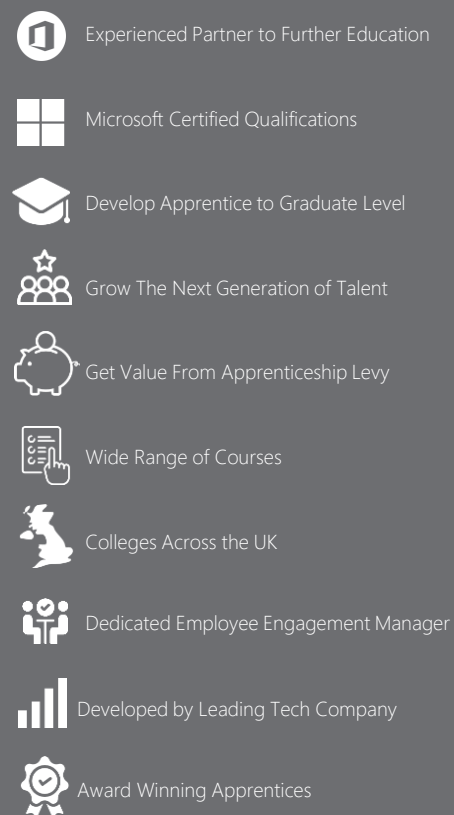 Experienced Partner to Further Education
Microsoft Certified Qualifications
Develop Apprentice to Graduate Level
Grow The Next Generation of Talent
Get Value From Apprenticeship Levy
Wide Range of Courses
Colleges Across the UK
Dedicated Employee Engagement Manager
Developed by Leading Tech Company
Award Winning Apprentices